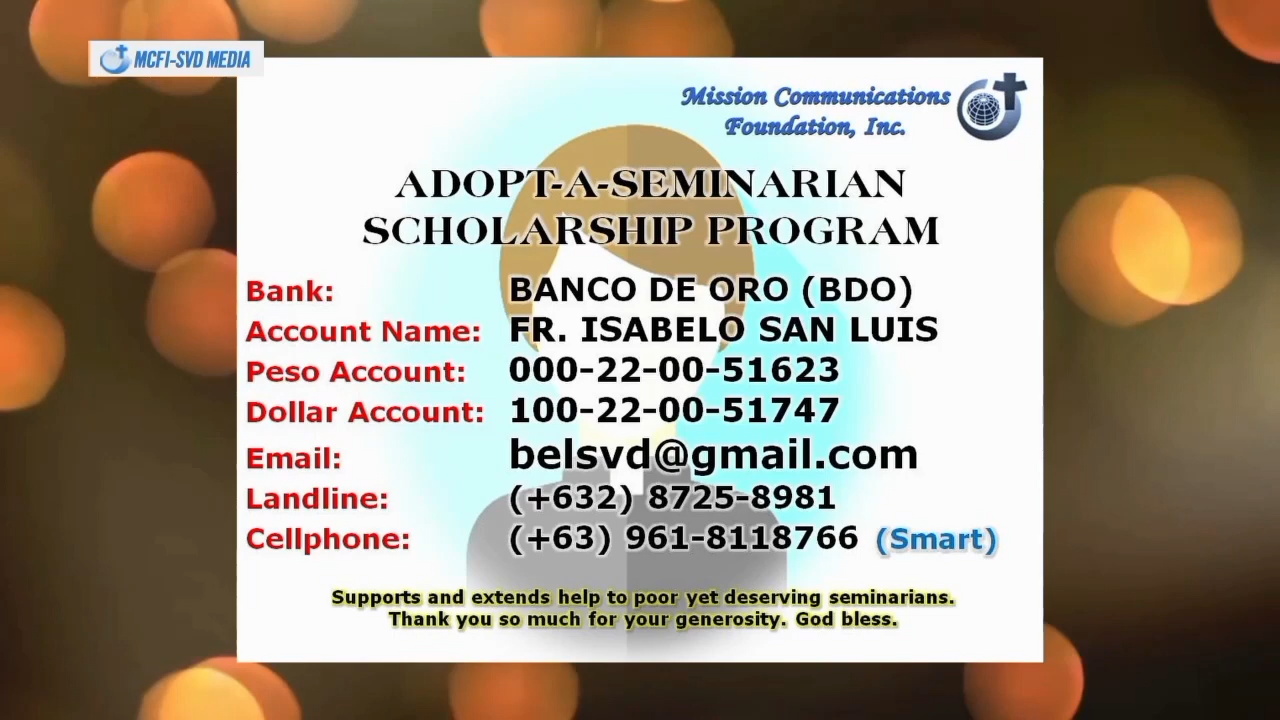 MCFI-SVD MEDIA
Mission Communications
Foundation, Inc.
ADOPT-A-SEMINARIAN
SCHOLARSHIP PROGRAM
Bank: BANCO DE ORO (BDO)
Account Name: FR. ISABELO SAN LUIS
Peso Account: 000-22-00-51623
Dollar Account: 100-22-00-51747
Email: belsvd@gmail.com
Landline: (+632) 8725-8981
Cellphone: (+63) 961-8118766 (Smart)
Supports and extends help to poor yet deserving seminarians.
Thank you so much for your generosity. God bless.